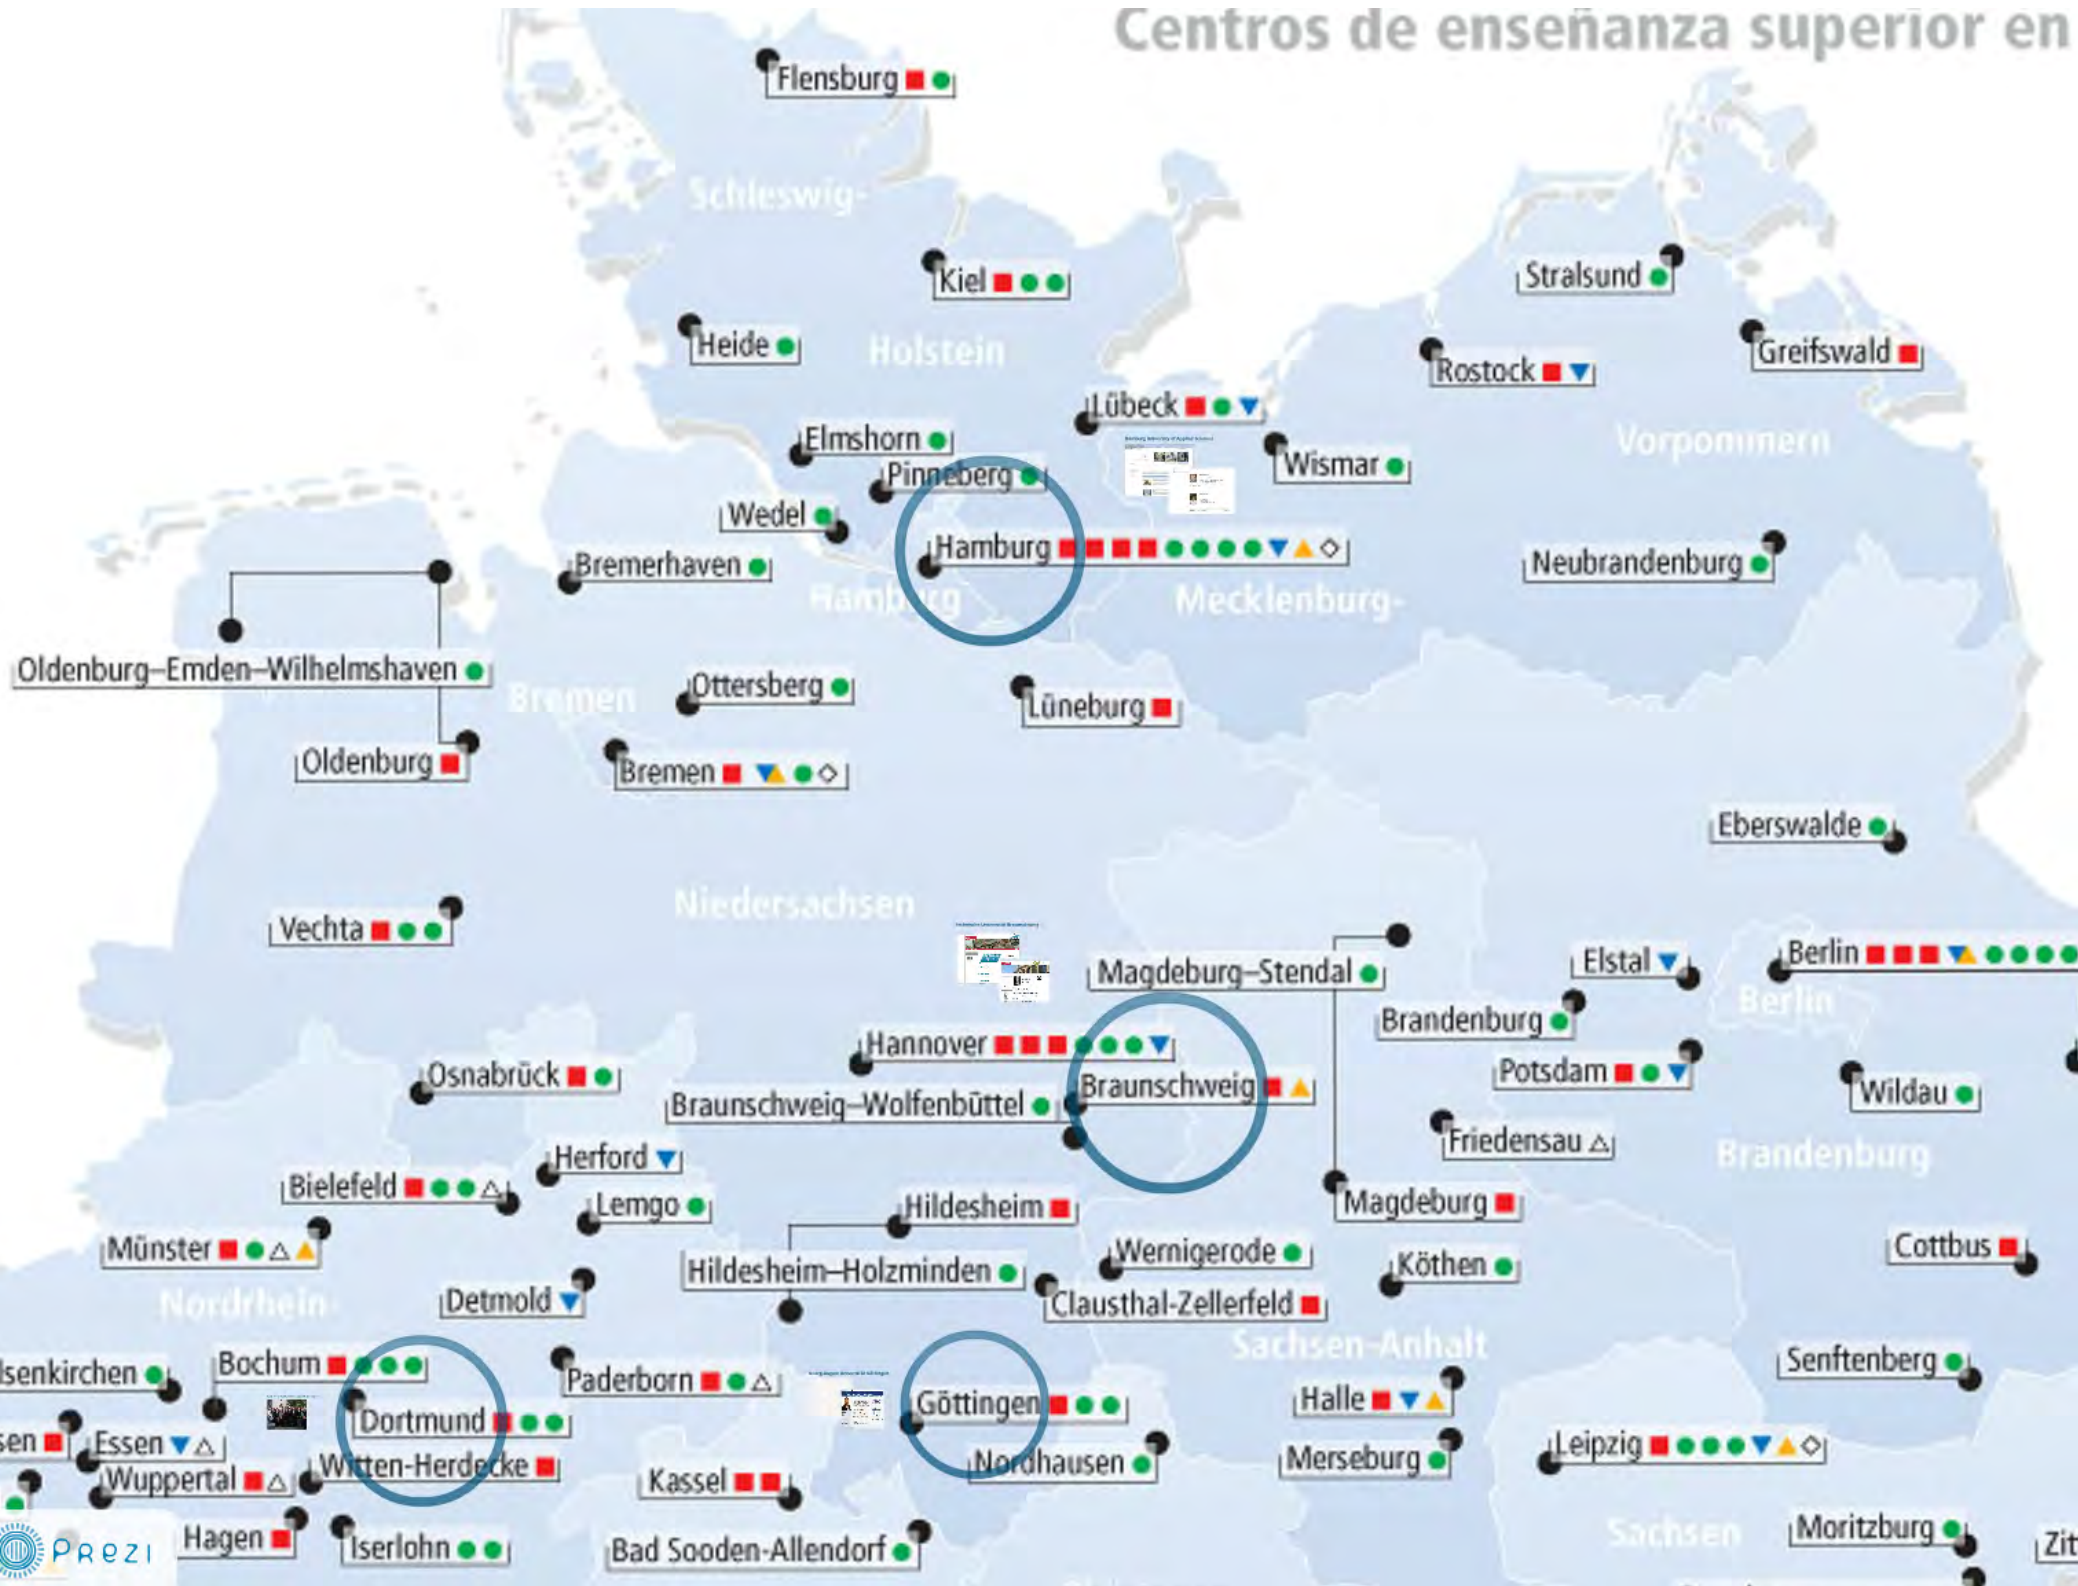 Centros de enseñanza superior en
Flensburg
Schleswig-
Kiel
Stralsund
Heide
Holstein
Rostock
Greifswald
Lübeck
Elmshorn
Vorpommern
Pinneberg
Wismar
Wedel
Hamburg
Bremerhaven
Neubrandenburg
Hamburg
Mecklenburg-
Oldenburg–Emden–Wilhelmshaven
Bremen
Ottersberg
Lüneburg
Oldenburg
Bremen
Eberswalde
Niedersachsen
Vechta
Magdeburg–Stendal
Elstal
Berlin
Berlin
Brandenburg
Hannover
Osnabrück
Potsdam
Braunschweig
Wildau
Braunschweig–Wolfenbüttel
Friedensau
Herford
Brandenburg
Bielefeld
Lemgo
Hildesheim
Magdeburg
Münster
Wernigerode
Cottbus
Hildesheim–Holzminden
Köthen
Nordrhein-
Detmold
Clausthal-Zellerfeld
Sachsen-Anhalt
lsenkirchen
Bochum
Paderborn
Senftenberg
Göttingen
Halle
Dortmund
sen
Essen
Leipzig
Witten-Herdecke
Nordhausen
Merseburg
Wuppertal
Kassel
Hagen
Iserlohn
Bad Sooden-Allendorf
Sachsen
Moritzburg
Zit
Prezi